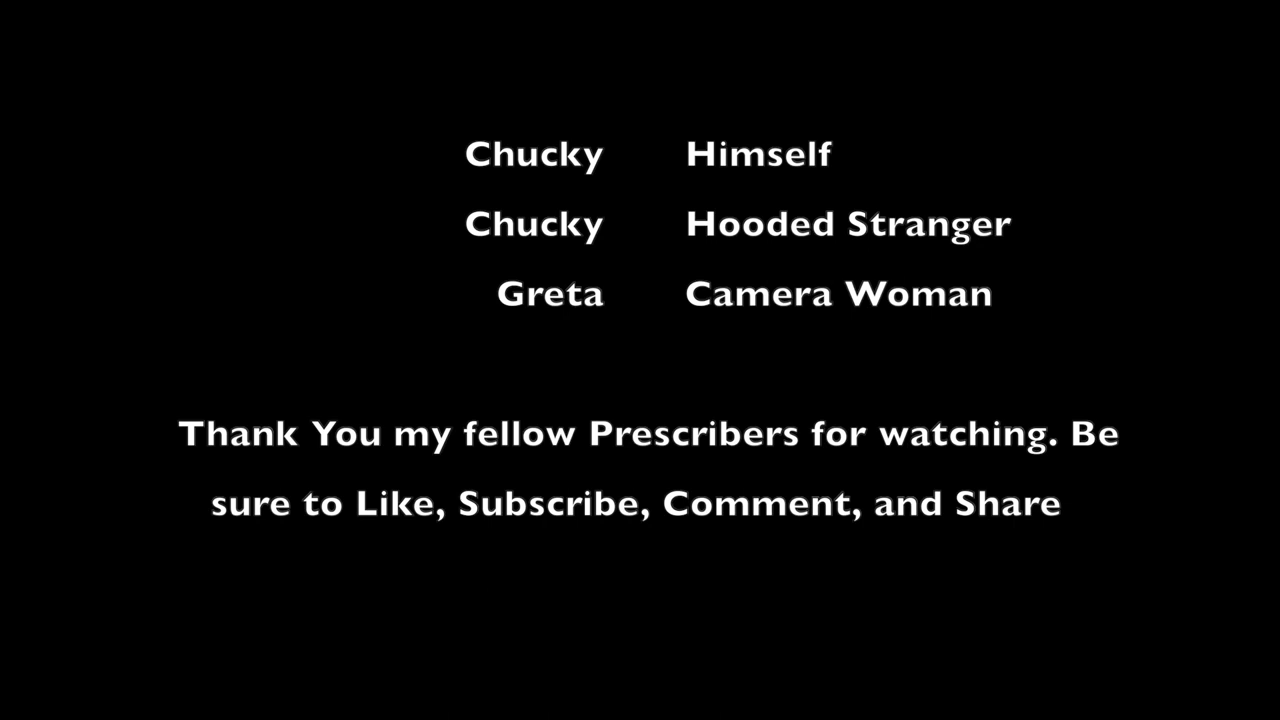 Chucky Himself
Chucky Hooded Stranger
Greta Camera Woman
Thank You my fellow Prescribers for watching. Be
sure to Like, Subscribe, Comment, and Share